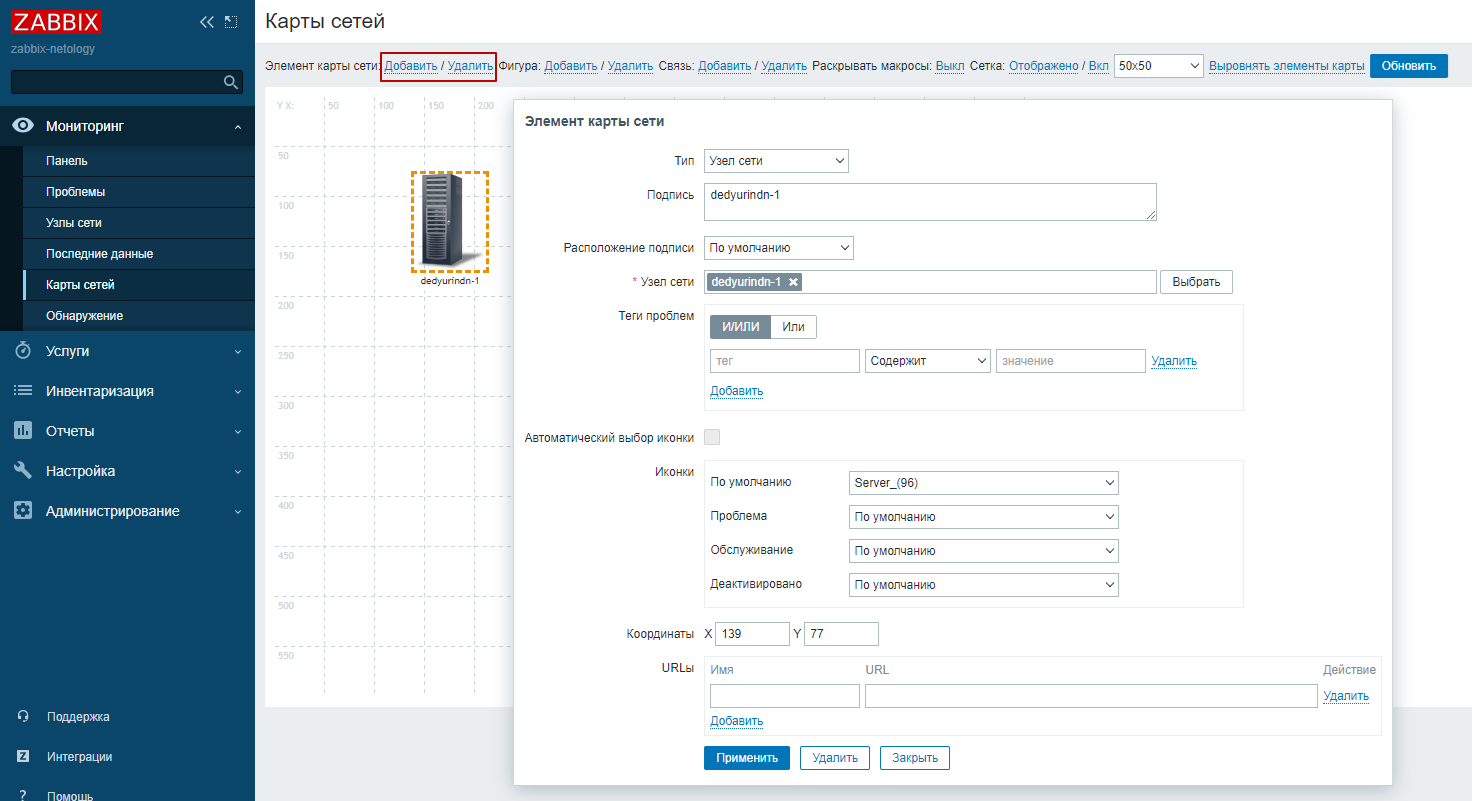 ZABBIX
zabbix-netology
Мониторинг
Панель
Проблемы
Узлы сети
Последние данные
Карты сетей
Обнаружение
Услуги
Инвентаризация
Отчеты
Настройка
Администрирование
Поддержка
Z Интеграции
? Помощь
Карты сетей
Элемент карты сети: Добавить / Удалить Фигура: Добавить / Удалить Связь: Добавить / Удалить Раскрывать макросы: Выкл Сетка: Отображено / Вкл 50x50 Выровнять элементы карты Обновить
Y X: 50 100 150 200
50
100
150
200
250
300
350
400
450
500
550
dedyurindn-1
Элемент карты сети
Тип Узел сети
Подпись dedyurindn-1
Расположение подписи По умолчанию
* Узел сети dedyurindn-1 Выбрать
Теги проблем И/ИЛИ Или
тег Содержит значение Удалить
Добавить
Автоматический выбор иконки
Иконки
По умолчанию Server_(96)
Проблема По умолчанию
Обслуживание По умолчанию
Деактивировано По умолчанию
Координаты X 139 Y 77
URLы Имя URL Действие
Удалить
Добавить
Применить Удалить Закрыть